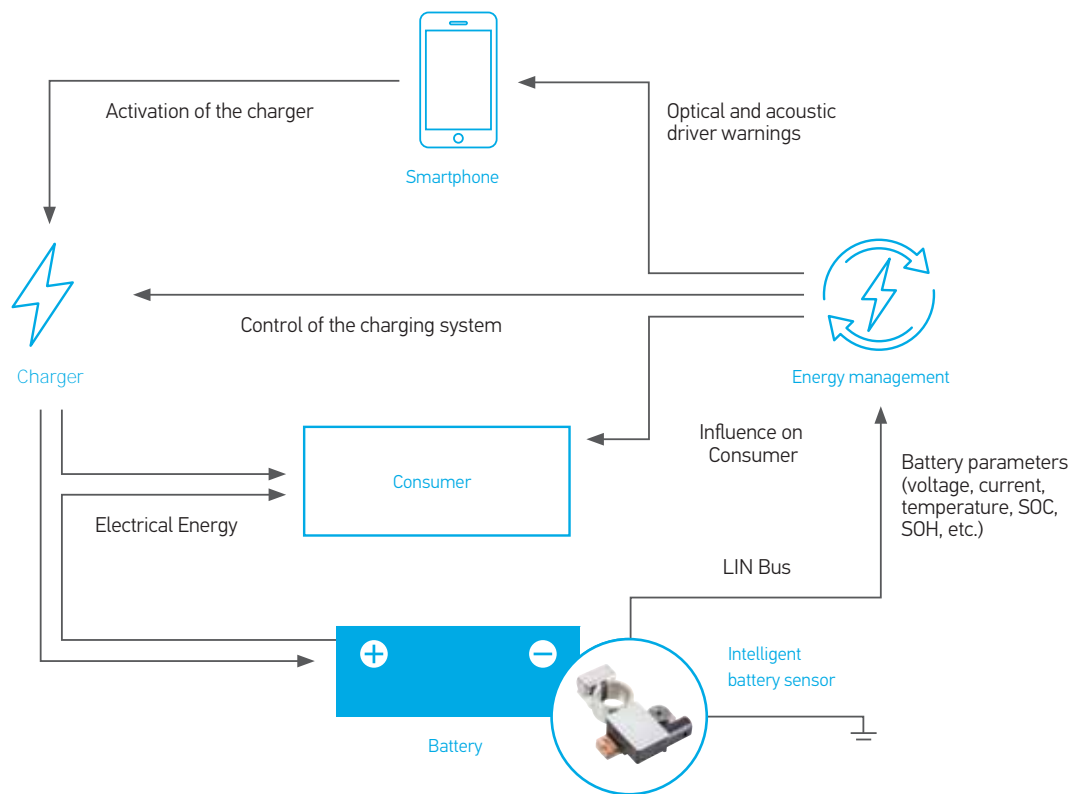 Activation of the charger
Optical and acoustic
driver warnings
Smartphone
Control of the charging system
Charger
Energy management
Influence on
Consumer
Consumer
Battery parameters
(voltage, current,
temperature, SOC,
SOH, etc.)
Electrical Energy
LIN Bus
Intelligent
battery sensor
Battery